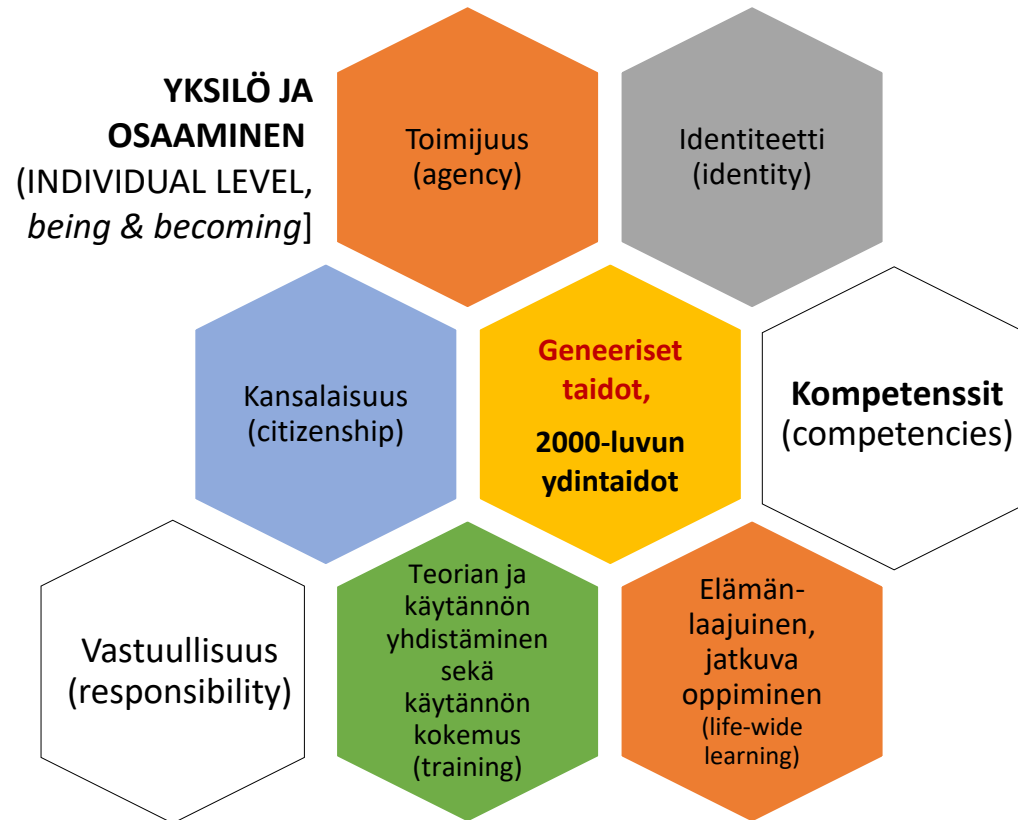 YKSILÖ JA
OSAAMINEN
(INDIVIDUAL LEVEL,
being & becoming]
Toimijuus
(agency)
Identiteetti
(identity)
Kansalaisuus
(citizenship)
Geneeriset
taidot,
2000-luvun
ydintaidot
Kompetenssit
(competencies)
Vastuullisuus
(responsibility)
Teorian ja
käytännön
yhdistäminen
sekä
käytännön
kokemus
(training)
Elämän-
laajuinen,
jatkuva
oppiminen
(life-wide
learning)